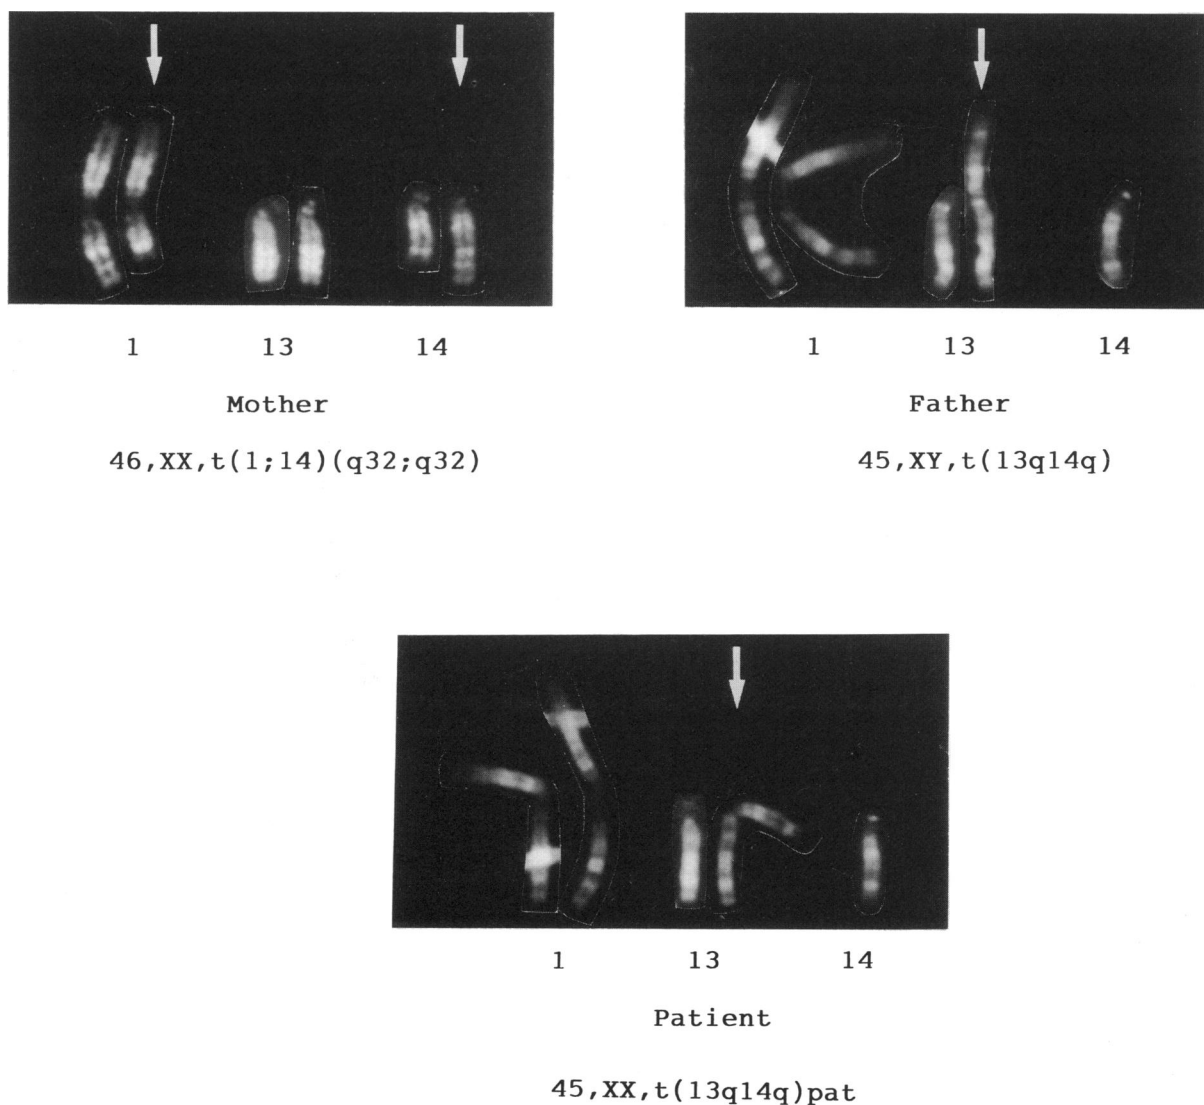 1 13 14
Mother
46,XX,t(1;14)(q32;q32)
1 13 14
Father
45,XY,t(13q14q)
1 13 14
Patient
45,XX,t(13q14q)pat